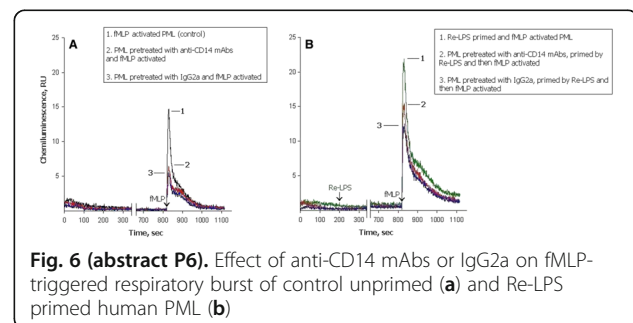 A
1. fMLP activated PML (control)
2. PML pretreated with anti-CD14 mAbs
and fMLP activated
3. PML pretreated with IgG2a and fMLP activated
Chemiluminescence, RU
25
20
15
10
5
0
1
3
2
fMLP
0 100 200 300 600 700 800 900 1000 1100
Time, sec
B
1. Re-LPS primed and fMLP activated PML
2. PML pretreated with anti-CD14 mAbs, primed by
Re-LPS and then fMLP activated
3. PML pretreated with IgG2a, primed by Re-LPS and
then fMLP activated
25
20
15
10
5
0
1
2
3
Re-LPS
fMLP
0 100 200 300 600 700 800 900 1000 1100
Time, sec
Fig. 6 (abstract P6). Effect of anti-CD14 mAbs or IgG2a on fMLP-
triggered respiratory burst of control unprimed (a) and Re-LPS
primed human PML (b)